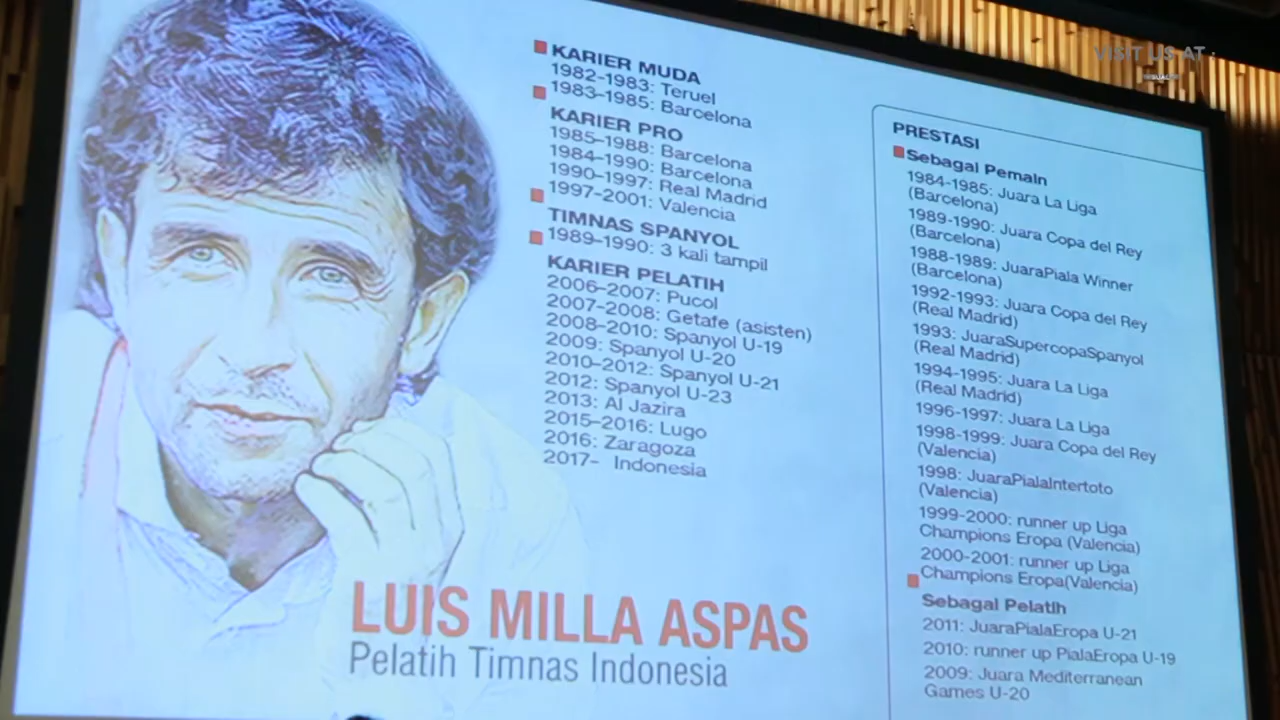 VISIT US AT :
KARIER MUDA
1982-1983: Teruel
1983-1985: Barcelona
KARIER PRO
1985-1988: Barcelona
1984-1990: Barcelona
1990-1997: Real Madrid
1997-2001: Valencia
TIMNAS SPANYOL
1989-1990: 3 kali tampil
KARIER PELATIH
2006-2007: Pucol
2007-2008: Getafe (asisten)
2008-2010: Spanyol U-19
2009: Spanyol U-20
2010-2012: Spanyol U-21
2012: Spanyol U-23
2013: Al Jazira
2015-2016: Lugo
2016: Zaragoza
2017- Indonesia
LUIS MILLA ASPAS
Pelatih Timnas Indonesia
PRESTASI
Sebagai Pemain
1984-1985: Juara La Liga
(Barcelona)
1989-1990: Juara Copa del Rey
(Barcelona)
1988-1989: JuaraPiala Winner
(Barcelona)
1992-1993: Juara Copa del Rey
(Real Madrid)
1993: JuaraSupercopaSpanyol
(Real Madrid)
1994-1995: Juara La Liga
(Real Madrid)
1996-1997: Juara La Liga
1998-1999: Juara Copa del Rey
(Valencia)
1998: JuaraPialaIntertoto
(Valencia)
1999-2000: runner up Liga
Champions Eropa (Valencia)
2000-2001: runner up Liga
Champions Eropa(Valencia)
Sebagai Pelatih
2011: JuaraPialaEropa U-21
2010: runner up PialaEropa U-19
2009: Juara Mediterranean
Games U-20